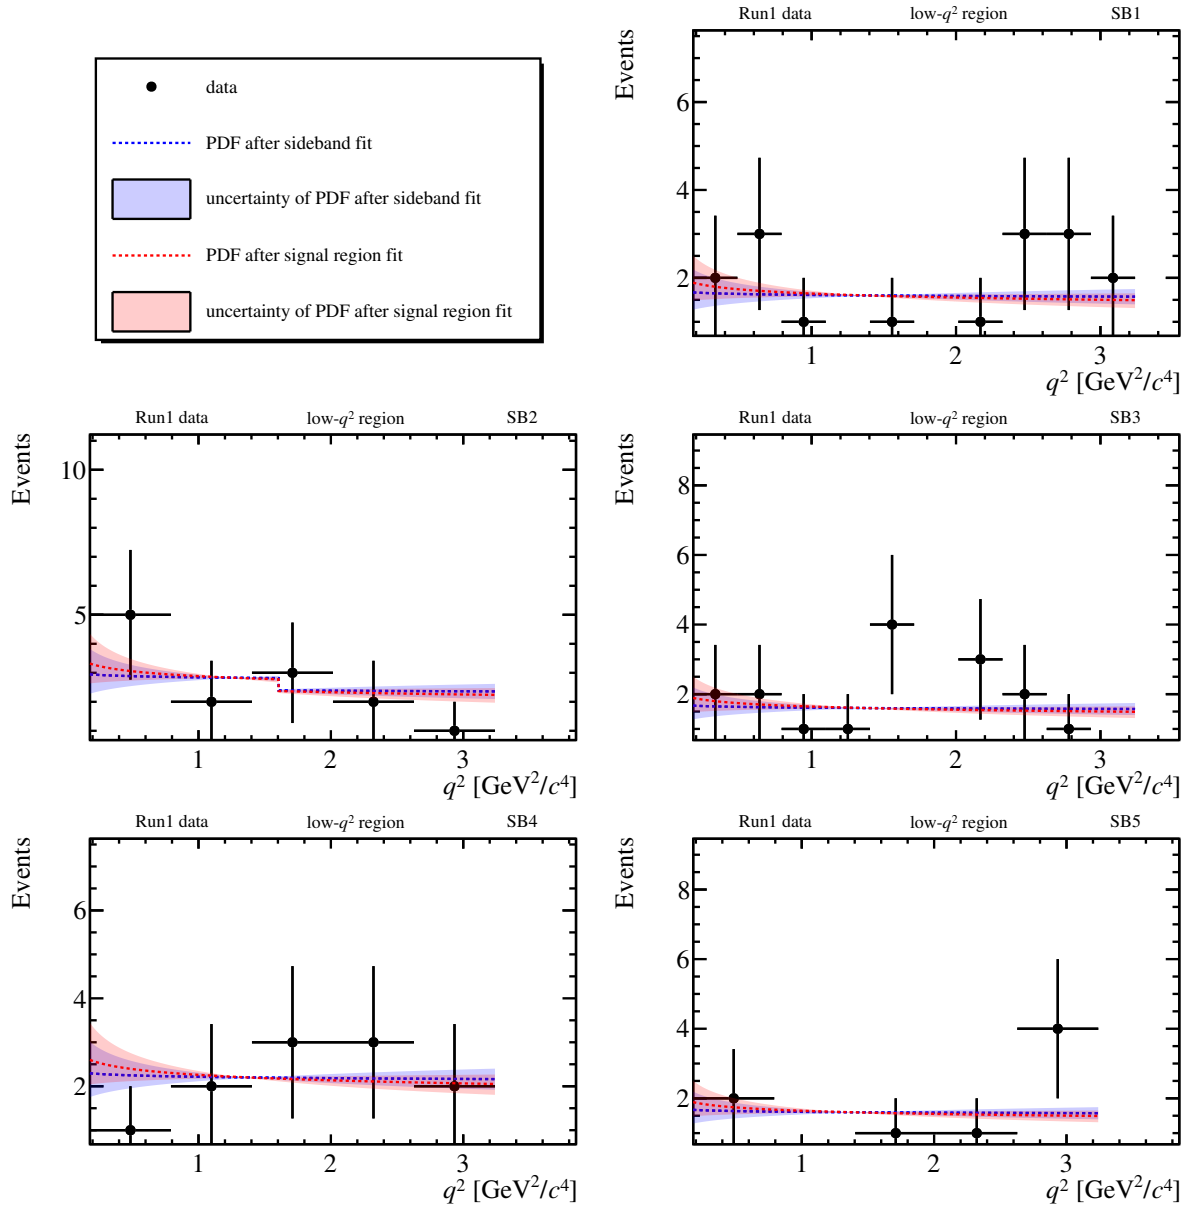 data
PDF after sideband fit
uncertainty of PDF after sideband fit
PDF after signal region fit
uncertainty of PDF after signal region fit
Run1 data low-q² region SB1
Events
6
4
2
1 2 3
q² [GeV²/c⁴]
Run1 data low-q² region SB2
Events
10
5
1 2 3
q² [GeV²/c⁴]
Run1 data low-q² region SB3
Events
8
6
4
2
1 2 3
q² [GeV²/c⁴]
Run1 data low-q² region SB4
Events
6
4
2
1 2 3
q² [GeV²/c⁴]
Run1 data low-q² region SB5
Events
8
6
4
2
1 2 3
q² [GeV²/c⁴]